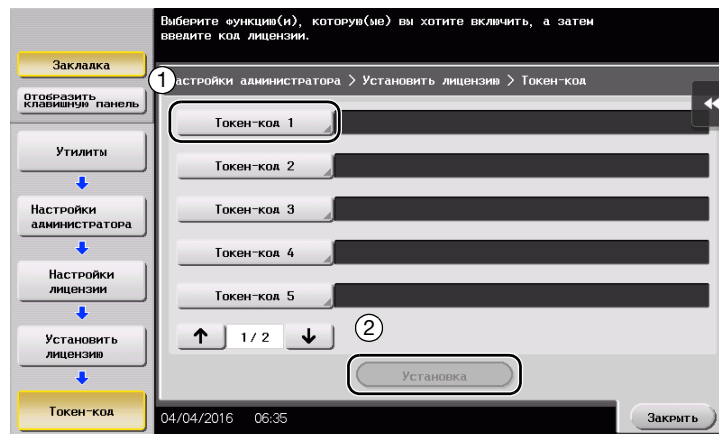 Выберите функцию(и), которую(ые) вы хотите включить, а затем
введите код лицензии.
Закладка
Отобразить
клавишную панель
Утилиты
Настройки
администратора
Настройки
лицензии
Установить
лицензию
Токен-код
1
астройки администратора > Установить лицензию > Токен-код
Токен-код 1
Токен-код 2
Токен-код 3
Токен-код 4
Токен-код 5
1/ 2
2
Установка
04/04/2016 06:35
Закрыть